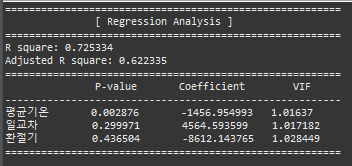 ==================================================
[ Regression Analysis ]
==================================================
R square: 0.725334
Adjusted R square: 0.622335
==================================================
P-value Coefficient VIF
--------------------------------------------------
평균기온 0.002876 -1456.954993 1.01637
일교차 0.299971 4564.593599 1.017182
환절기 0.436504 -8612.143765 1.028449
==================================================